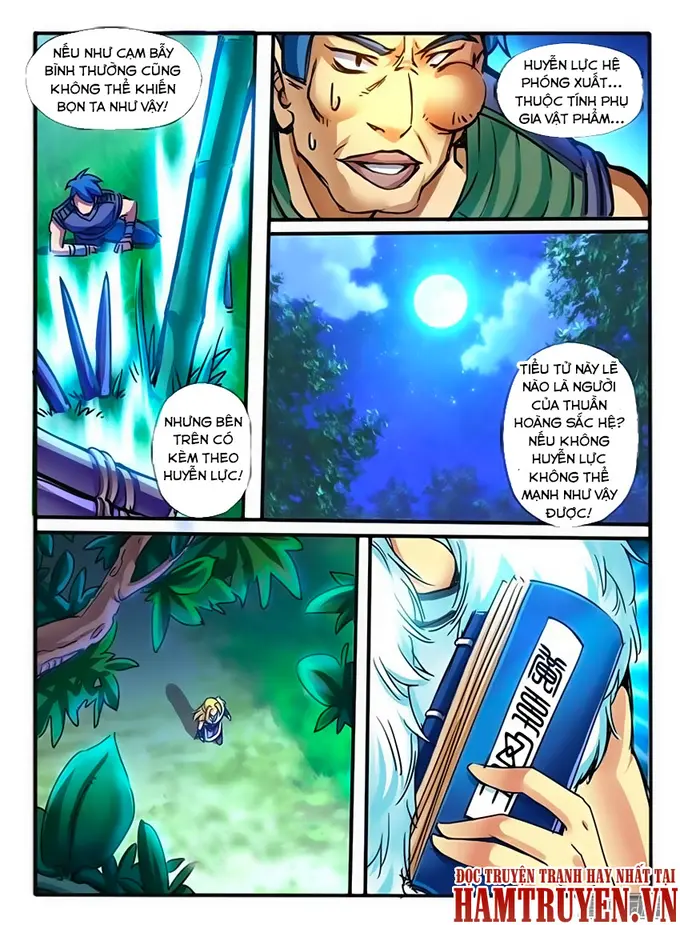 NẾU NHƯ CẠM BẪY
BÌNH THƯỜNG CŨNG
KHÔNG THỂ KHIẾN
BỌN TA NHƯ VẬY!
HUYỄN LỰC HỆ
PHÓNG XUẤT...
THUỘC TÍNH PHỤ
GIA VẬT PHẨM...
NHƯNG BÊN
TRÊN CÓ
KÈM THEO
HUYỄN LỰC!
TIỂU TỬ NÀY LẼ
NÀO LÀ NGƯỜI
CỦA THUẦN
HOÀNG SẮC HỆ?
NẾU KHÔNG
HUYỄN LỰC
KHÔNG THỂ
MẠNH NHƯ VẬY
ĐƯỢC!
ĐỌC TRUYỆN TRANH HAY NHẤT TẠI
HAMTRUYEN.VN